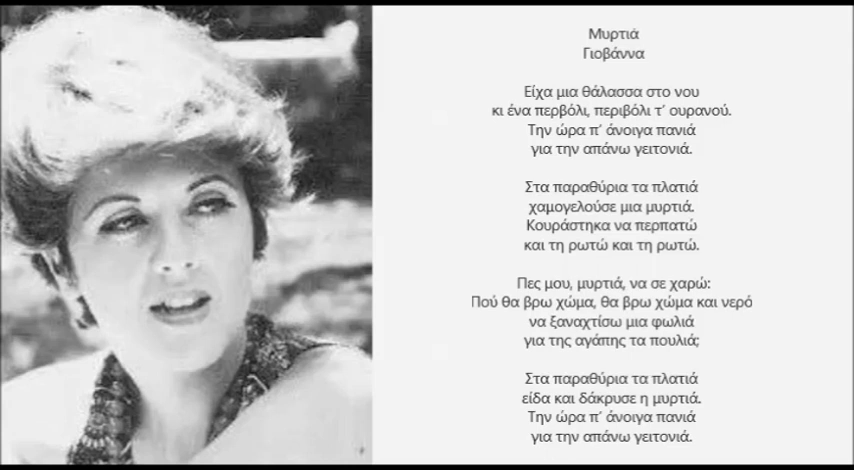 Μυρτιά
Γιοβάννα
Είχα μια θάλασσα στο νου
κι ένα περβόλι, περιβόλι τ’ ουρανού.
Την ώρα π’ άνοιγα πανιά
για την απάνω γειτονιά.
Στα παραθύρια τα πλατιά
χαμογελούσε μια μυρτιά.
Κουράστηκα να περπατώ
και τη ρωτώ και τη ρωτώ.
Πες μου, μυρτιά, να σε χαρώ:
Πού θα βρω χώμα, θα βρω χώμα και νερό
να ξαναχτίσω μια φωλιά
για της αγάπης τα πουλιά;
Στα παραθύρια τα πλατιά
είδα και δάκρυσε η μυρτιά.
Την ώρα π’ άνοιγα πανιά
για την απάνω γειτονιά.